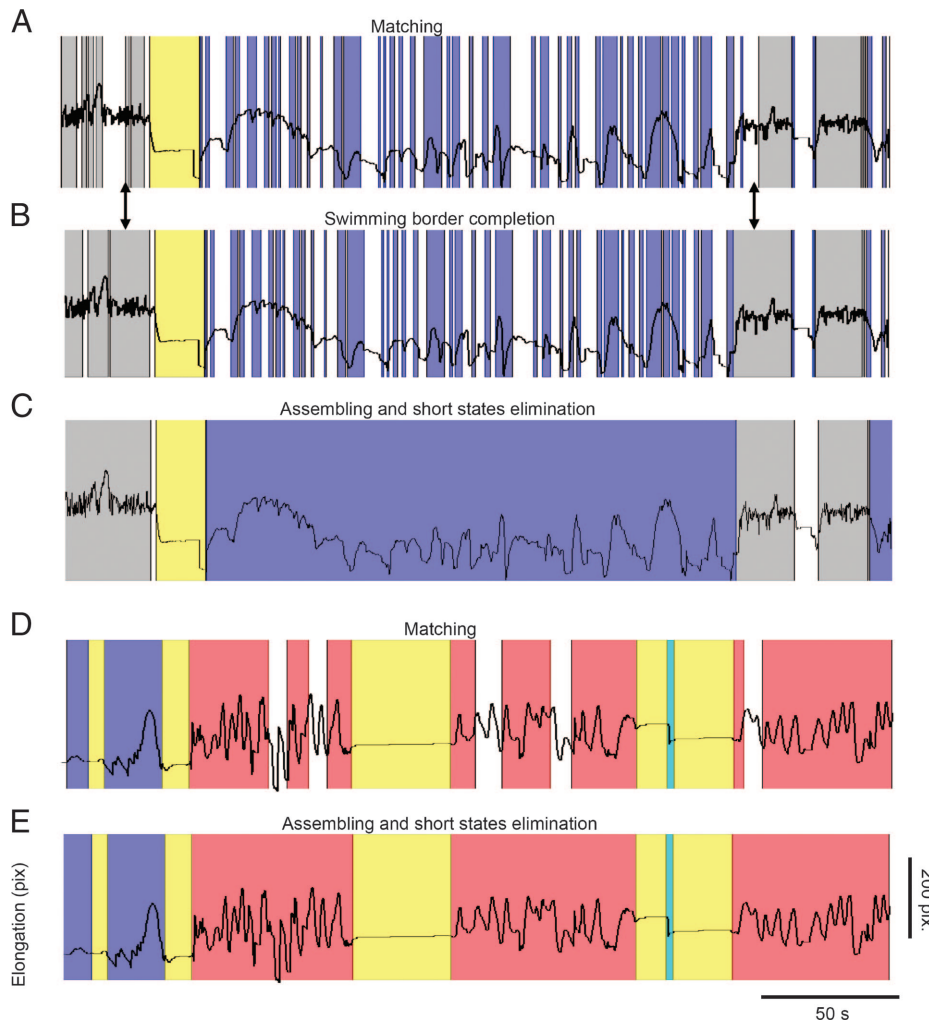 A
Matching
B
Swimming border completion
C
Assembling and short states elimination
D
Matching
E
Assembling and short states elimination
Elongation (pix)
200 pix.
50 s